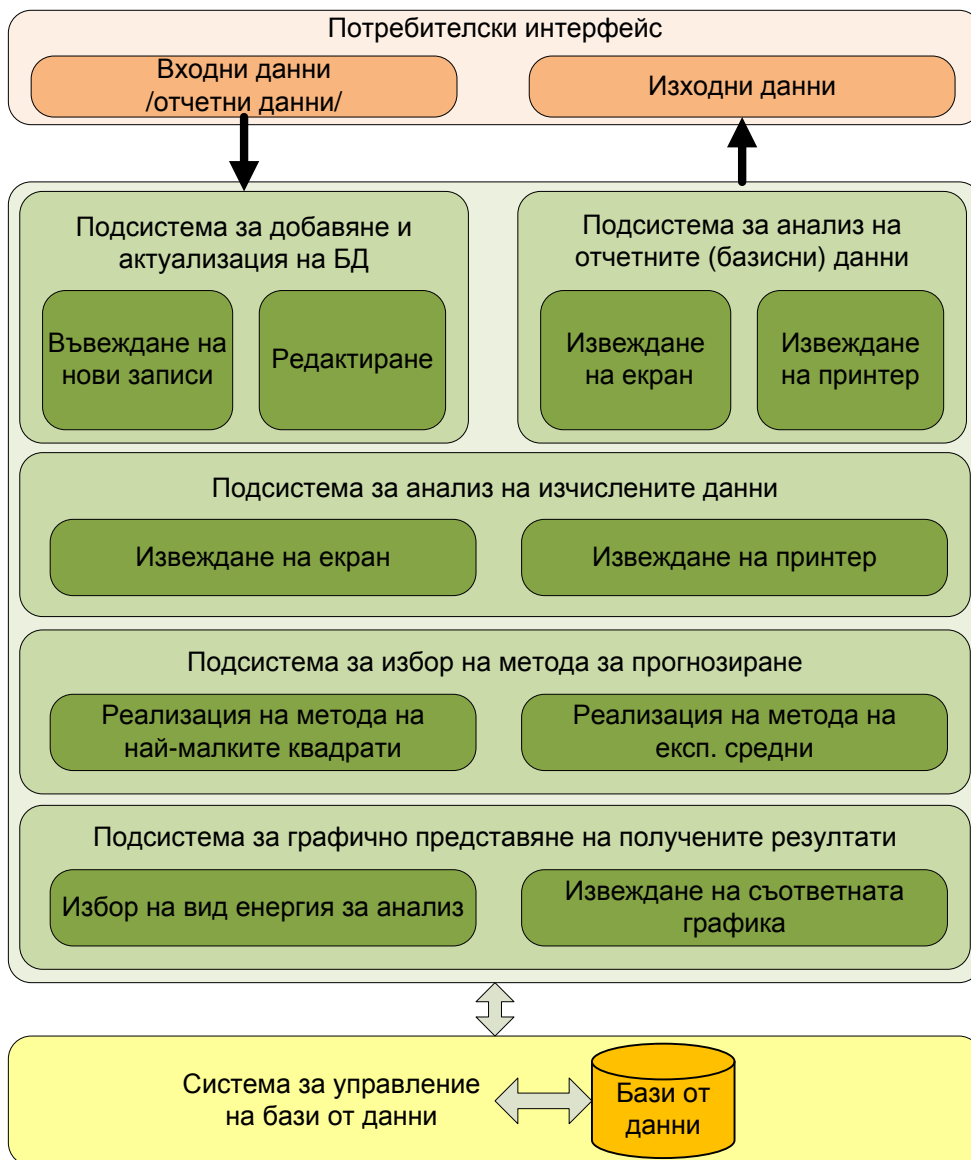 Потребителски интерфейс
Входни данни
/отчетни данни/
Изходни данни
Подсистема за добавяне и
актуализация на БД
Въвеждане на
нови записи
Редактиране
Подсистема за анализ на
отчетните (базисни) данни
Извеждане
на екран
Извеждане
на принтер
Подсистема за анализ на изчислените данни
Извеждане на екран
Извеждане на принтер
Подсистема за избор на метода за прогнозиране
Реализация на метода на
най-малките квадрати
Реализация на метода на
експ. средни
Подсистема за графично представяне на получените резултати
Избор на вид енергия за анализ
Извеждане на съответната
графика
Система за управление
на бази от данни
Бази от
данни